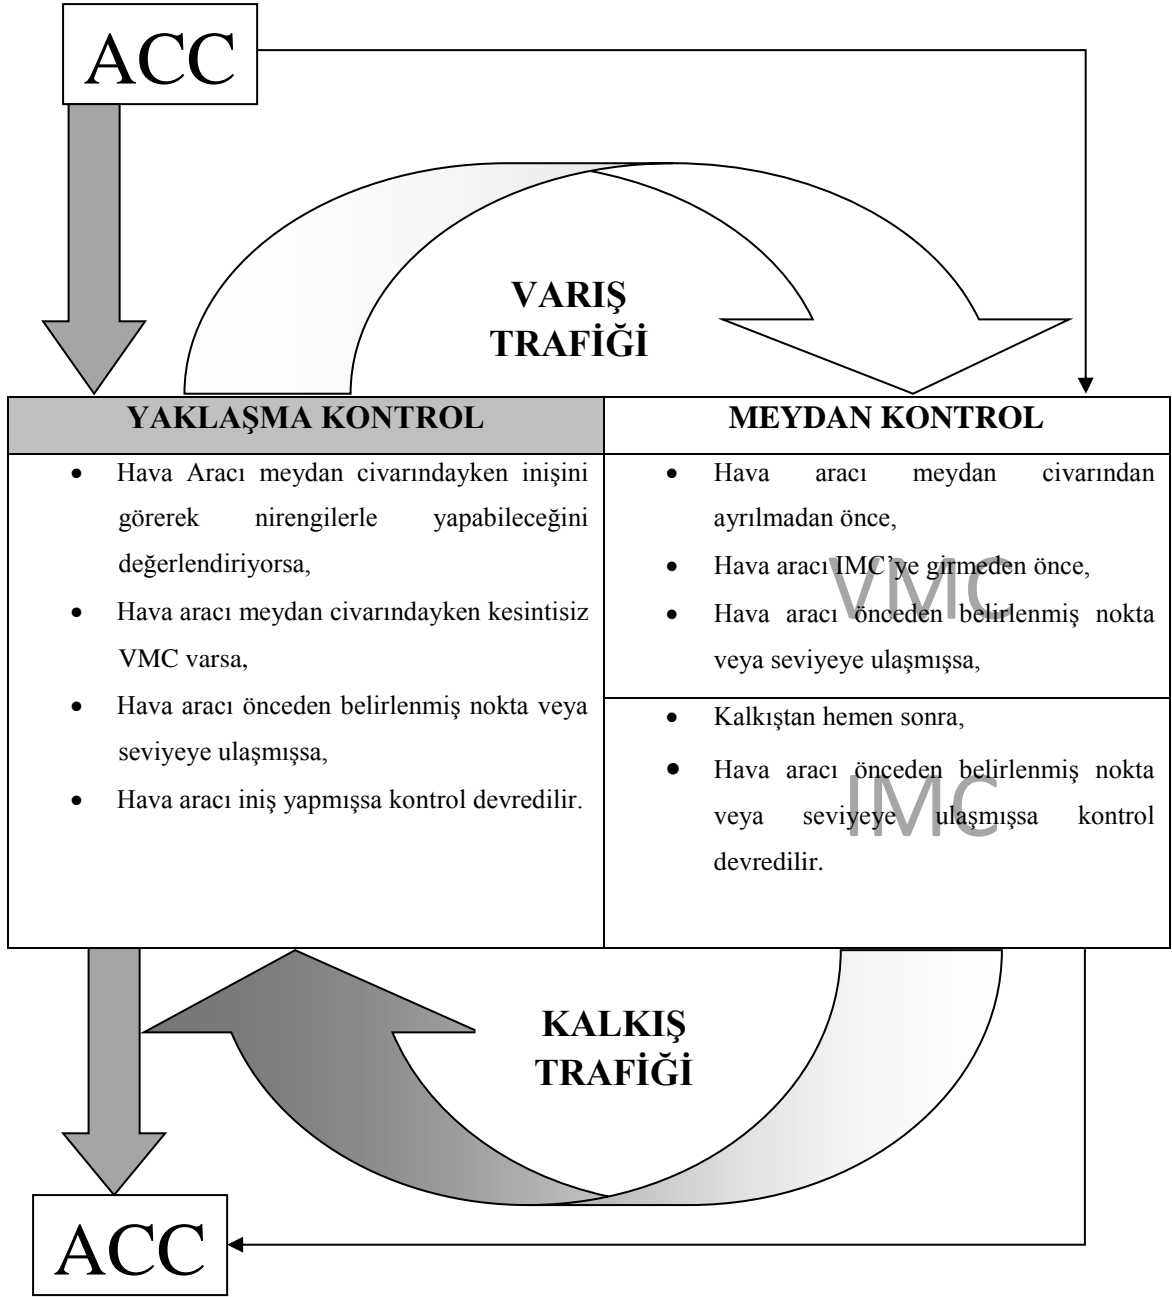 ACC
VARIŞ
TRAFİĞİ
YAKLAŞMA KONTROL
• Hava Aracı meydan civarındayken inişini
görerek nirengilerle yapabileceğini
değerlendiriyorsa,
• Hava aracı meydan civarındayken kesintisiz
VMC varsa,
• Hava aracı önceden belirlenmiş nokta veya
seviyeye ulaşmışsa,
• Hava aracı iniş yapmışsa kontrol devredilir.
MEYDAN KONTROL
• Hava aracı meydan civarından
ayrılmadan önce,
• Hava aracı IMC’ye girmeden önce,
• Hava aracı önceden belirlenmiş nokta
veya seviyeye ulaşmışsa,
VMC
• Kalkıştan hemen sonra,
• Hava aracı önceden belirlenmiş nokta
veya seviyeye ulaşmışsa kontrol
devredilir.
IMC
KALKIŞ
TRAFİĞİ
ACC